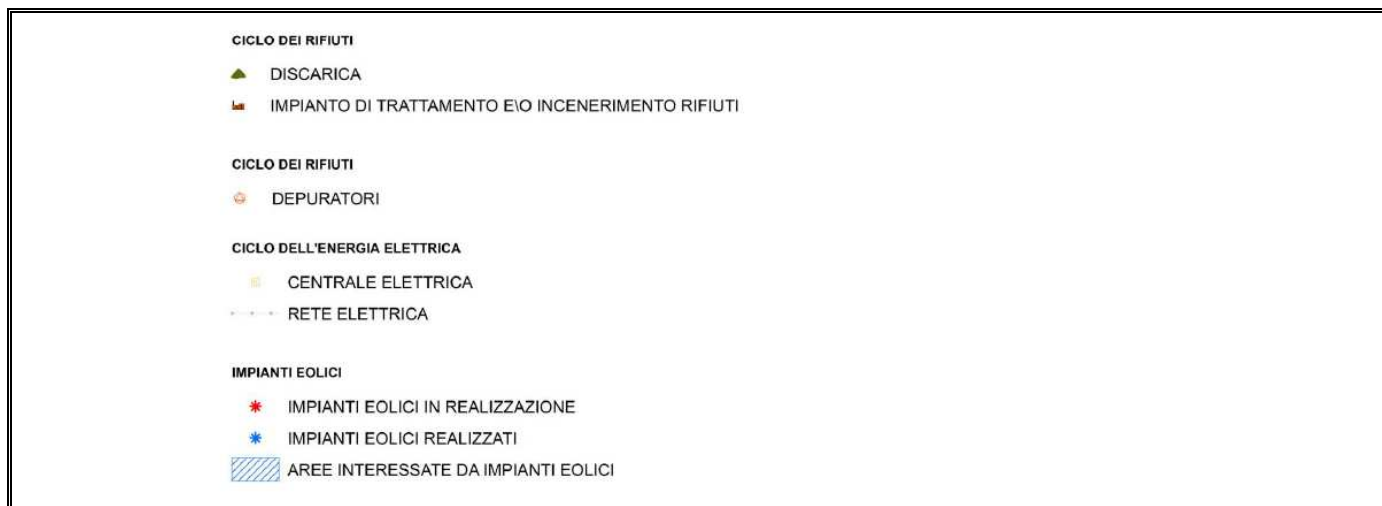 CICLO DEI RIFIUTI
DISCARICA
IMPIANTO DI TRATTAMENTO E\O INCENERIMENTO RIFIUTI
CICLO DEI RIFIUTI
DEPURATORI
CICLO DELL'ENERGIA ELETTRICA
CENTRALE ELETTRICA
RETE ELETTRICA
IMPIANTI EOLICI
IMPIANTI EOLICI IN REALIZZAZIONE
IMPIANTI EOLICI REALIZZATI
AREE INTERESSATE DA IMPIANTI EOLICI